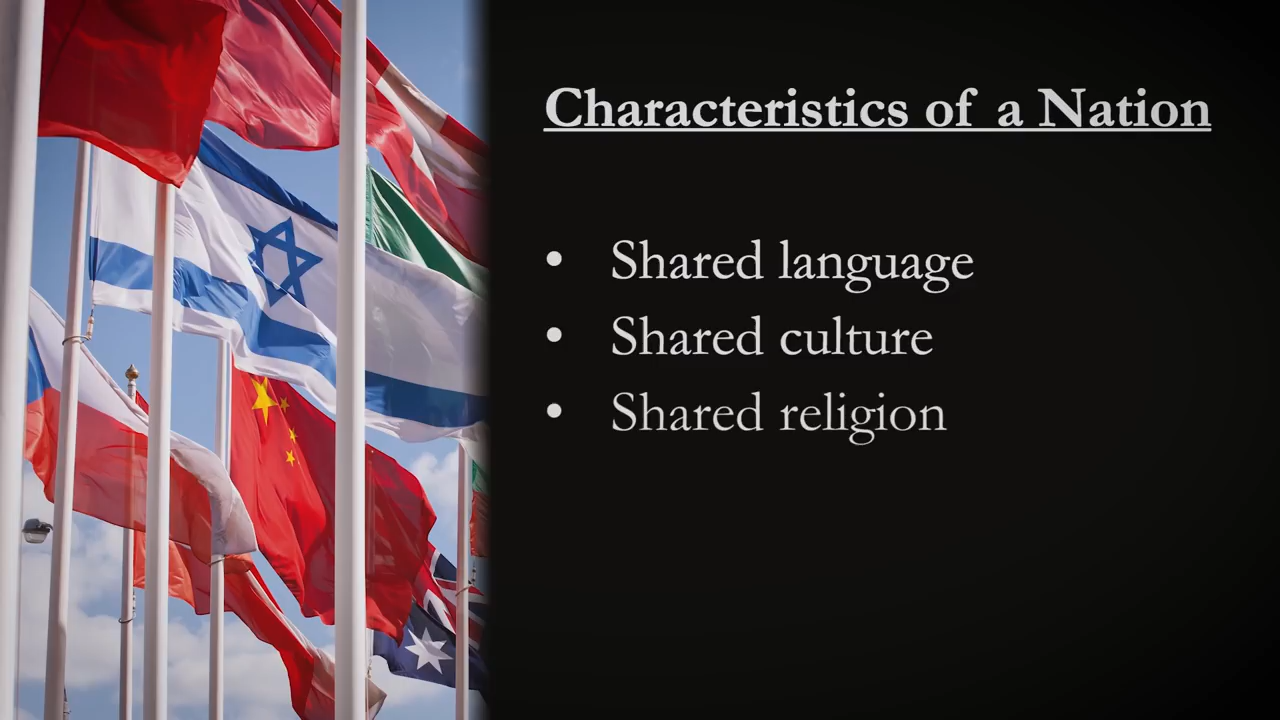 Characteristics of a Nation
• Shared language
• Shared culture
• Shared religion